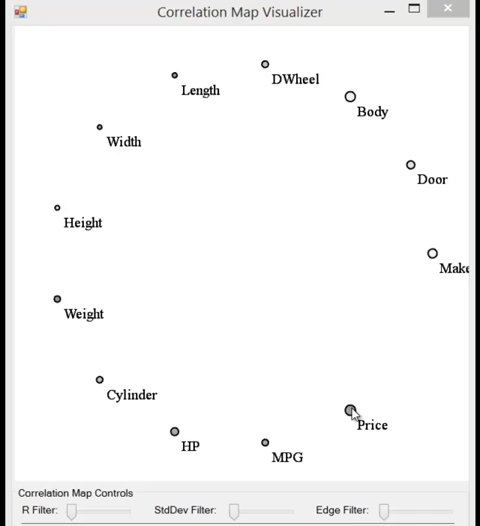 Correlation Map Visualizer
DWheel
Length
Body
Width
Door
Height
Make
Weight
Cylinder
Price
HP
MPG
Correlation Map Controls
R Filter: StdDev Filter: Edge Filter: